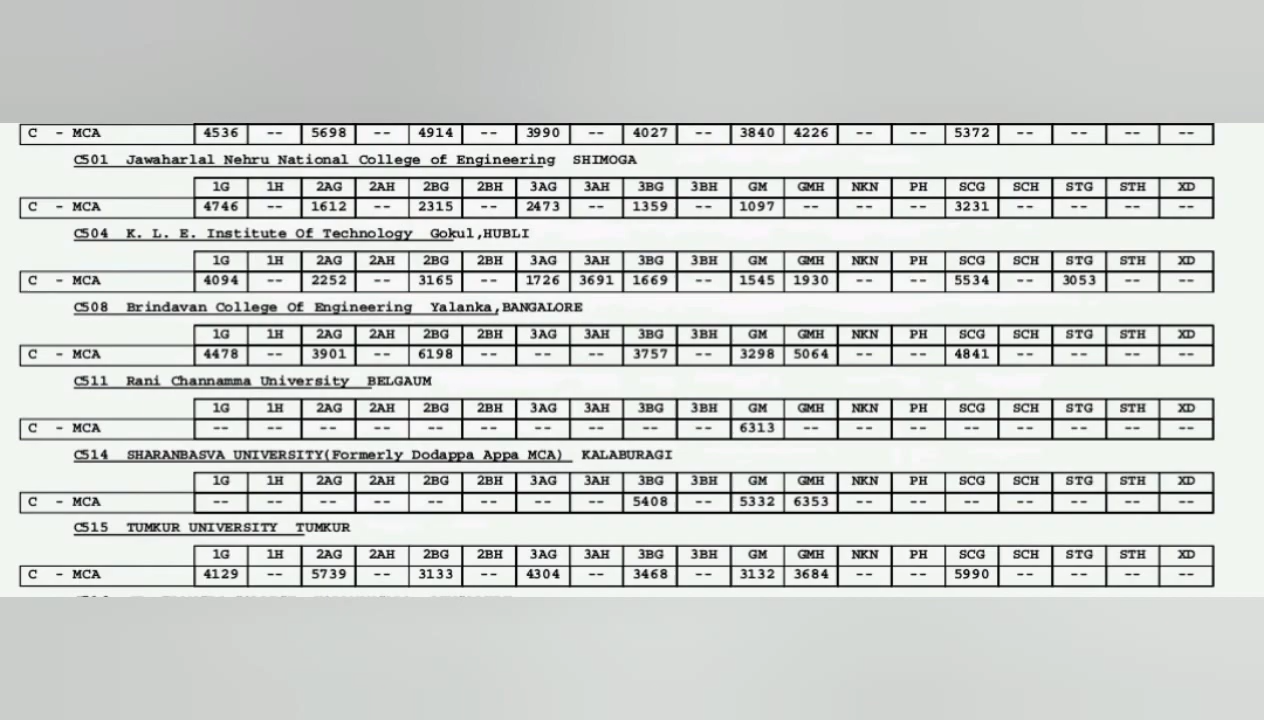 C - MCA 4536 -- 5698 -- 4914 -- 3990 -- 4027 -- 3840 4226 -- -- 5372 -- -- -- --
C501 Jawaharlal Nehru National College of Engineering SHIMOGA
1G 1H 2AG 2AH 2BG 2BH 3AG 3AH 3BG 3BH GM GMH NKN PH SCG SCH STG STH XD
C - MCA 4746 -- 1612 -- 2315 -- 2473 -- 1359 -- 1097 -- -- -- 3231 -- -- -- --
C504 K. L. E. Institute Of Technology Gokul,HUBLI
1G 1H 2AG 2AH 2BG 2BH 3AG 3AH 3BG 3BH GM GMH NKN PH SCG SCH STG STH XD
C - MCA 4094 -- 2252 -- 3165 -- 1726 3691 1669 -- 1545 1930 -- -- 5534 -- 3053 -- --
C508 Brindavan College Of Engineering Yalanka,BANGALORE
1G 1H 2AG 2AH 2BG 2BH 3AG 3AH 3BG 3BH GM GMH NKN PH SCG SCH STG STH XD
C - MCA 4478 -- 3901 -- 6198 -- -- -- 3757 -- 3298 5064 -- -- 4841 -- -- -- --
C511 Rani Channamma University BELGAUM
1G 1H 2AG 2AH 2BG 2BH 3AG 3AH 3BG 3BH GM GMH NKN PH SCG SCH STG STH XD
C - MCA -- -- -- -- -- -- -- -- -- -- 6313 -- -- -- -- -- -- -- --
C514 SHARANBASVA UNIVERSITY(Formerly Dodappa Appa MCA) KALABURAGI
1G 1H 2AG 2AH 2BG 2BH 3AG 3AH 3BG 3BH GM GMH NKN PH SCG SCH STG STH XD
C - MCA -- -- -- -- -- -- -- -- 5408 -- 5332 6353 -- -- -- -- -- -- --
C515 TUMKUR UNIVERSITY TUMKUR
1G 1H 2AG 2AH 2BG 2BH 3AG 3AH 3BG 3BH GM GMH NKN PH SCG SCH STG STH XD
C - MCA 4129 -- 5739 -- 3133 -- 4304 -- 3468 -- 3132 3684 -- -- 5990 -- -- -- --